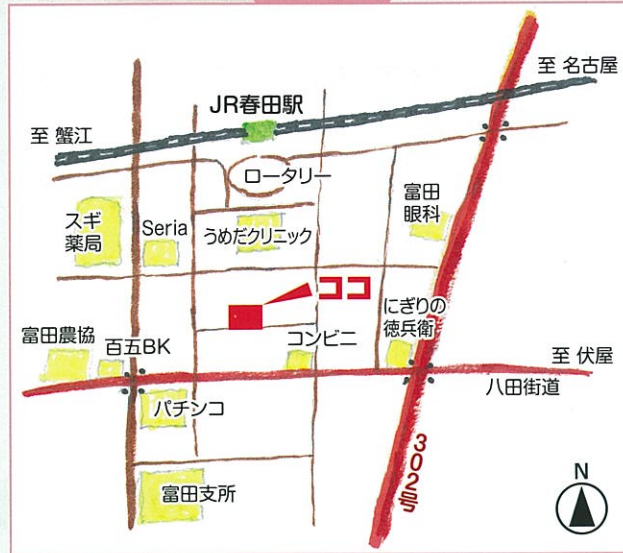 至 名古屋
JR春田駅
至 蟹江
ロータリー
富田
眼科
スギ
薬局
Seria
うめだクリニック
ココ
にぎりの
徳兵衛
コンビニ
富田農協
百五BK
至 伏屋
八田街道
パチンコ
302号
富田支所
N